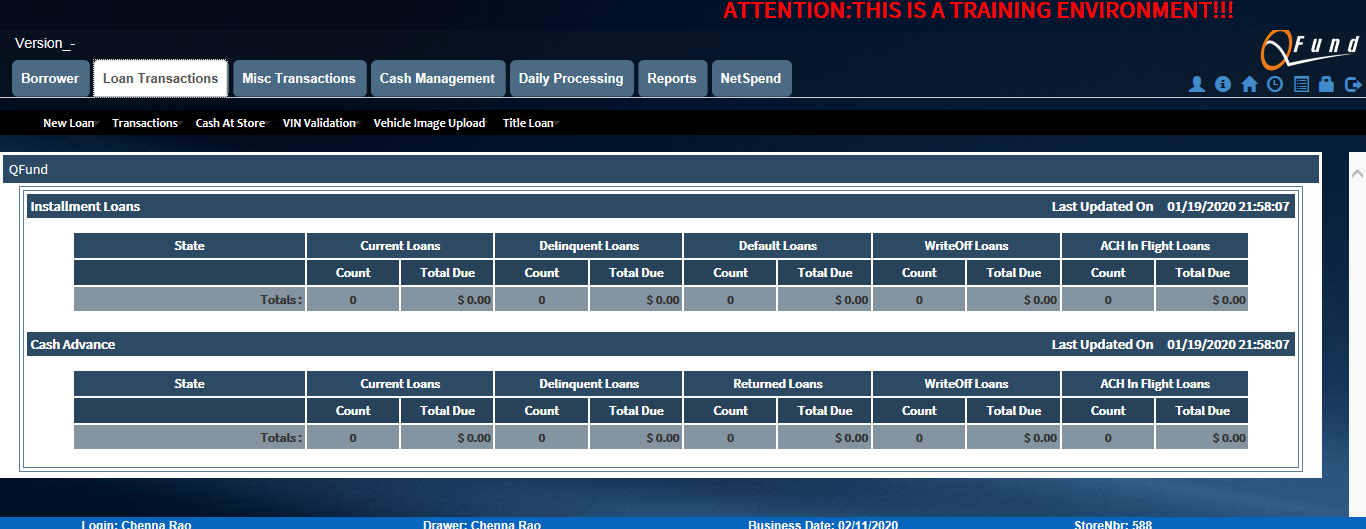 ATTENTION:THIS IS A TRAINING ENVIRONMENT!!!
Version_-
QFund
Borrower Loan Transactions Misc Transactions Cash Management Daily Processing Reports NetSpend
New Loan Transactions Cash At Store VIN Validation Vehicle Image Upload Title Loan
QFund
Installment Loans Last Updated On 01/19/2020 21:58:07
State Current Loans Delinquent Loans Default Loans WriteOff Loans ACH In Flight Loans
Count Total Due Count Total Due Count Total Due Count Total Due Count Total Due
Totals : 0 $ 0.00 0 $ 0.00 0 $ 0.00 0 $ 0.00 0 $ 0.00
Cash Advance Last Updated On 01/19/2020 21:58:07
State Current Loans Delinquent Loans Returned Loans WriteOff Loans ACH In Flight Loans
Count Total Due Count Total Due Count Total Due Count Total Due Count Total Due
Totals : 0 $ 0.00 0 $ 0.00 0 $ 0.00 0 $ 0.00 0 $ 0.00
Login: Chenna Rao Drawer: Chenna Rao Business Date: 02/11/2020 StoreNbr: 588